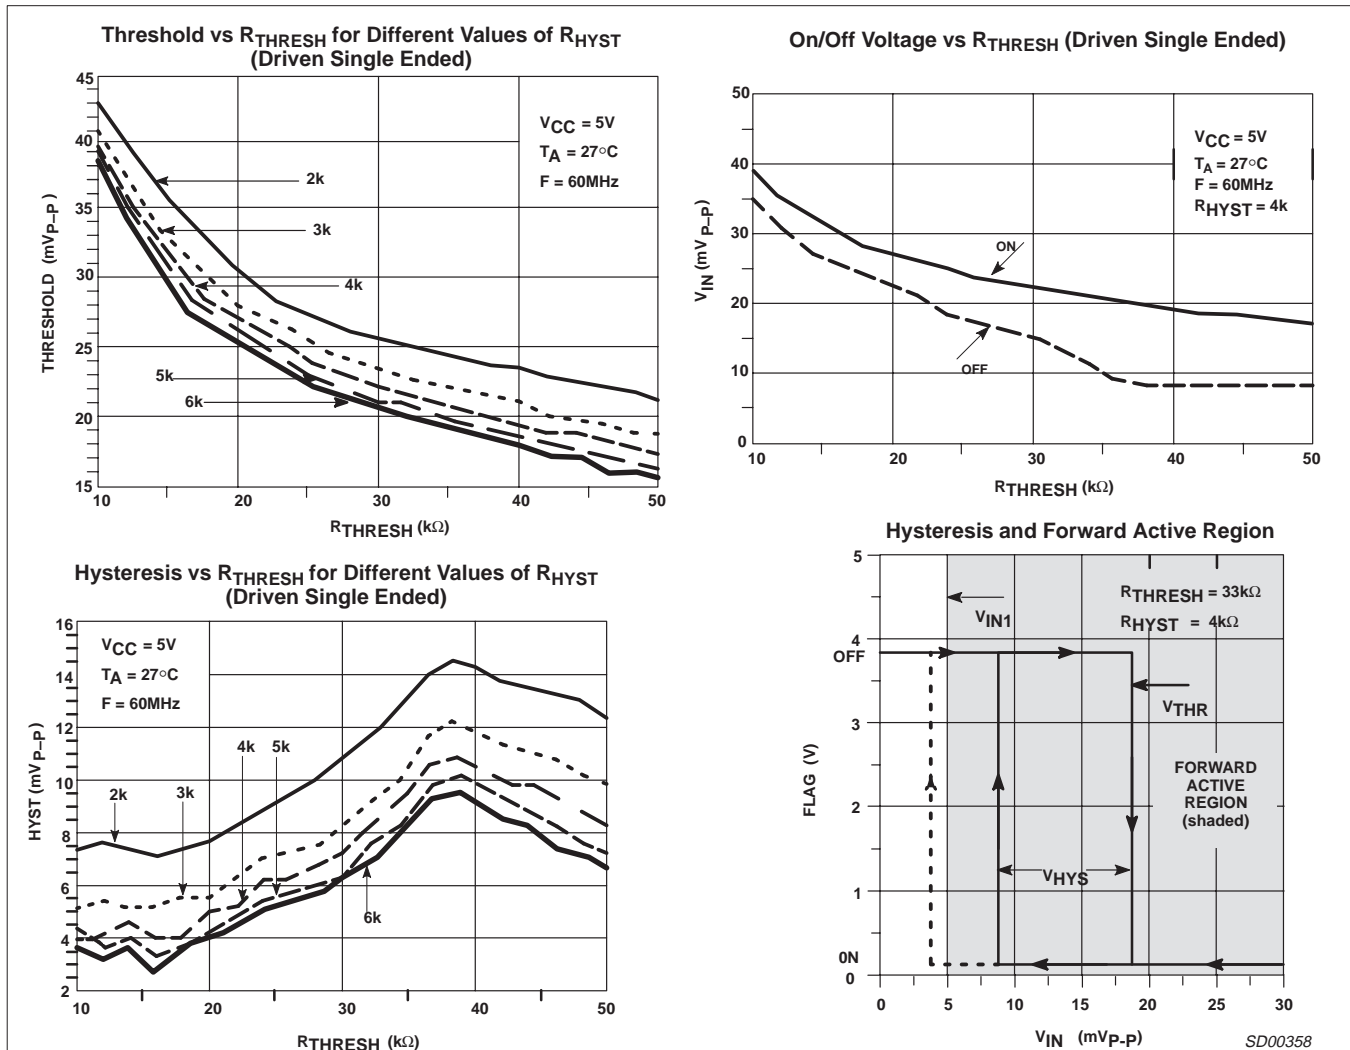 Threshold vs RTHRESH for Different Values of RHYST
(Driven Single Ended)
45
40
35
30
25
20
15
THRESHOLD (mVP–P)
VCC = 5V
TA = 27°C
F = 60MHz
2k
3k
4k
5k
6k
10
20
30
40
50
RTHRESH (kΩ)
On/Off Voltage vs RTHRESH (Driven Single Ended)
50
40
30
20
10
0
VIN (mVP–P)
VCC = 5V
TA = 27°C
F = 60MHz
RHYST = 4k
ON
OFF
10
20
30
40
50
RTHRESH (kΩ)
Hysteresis vs RTHRESH for Different Values of RHYST
(Driven Single Ended)
16
14
12
10
8
6
4
2
HYST (mVP–P)
VCC = 5V
TA = 27°C
F = 60MHz
2k
3k
4k
5k
6k
10
20
30
40
50
RTHRESH (kΩ)
Hysteresis and Forward Active Region
5
4
OFF
3
2
1
0N
0
FLAG (V)
VIN1
RTHRESH = 33kΩ
RHYST = 4kΩ
VTHR
FORWARD
ACTIVE
REGION
(shaded)
VHYS
0
5
10
15
20
25
30
VIN (mVP-P)
SD00358